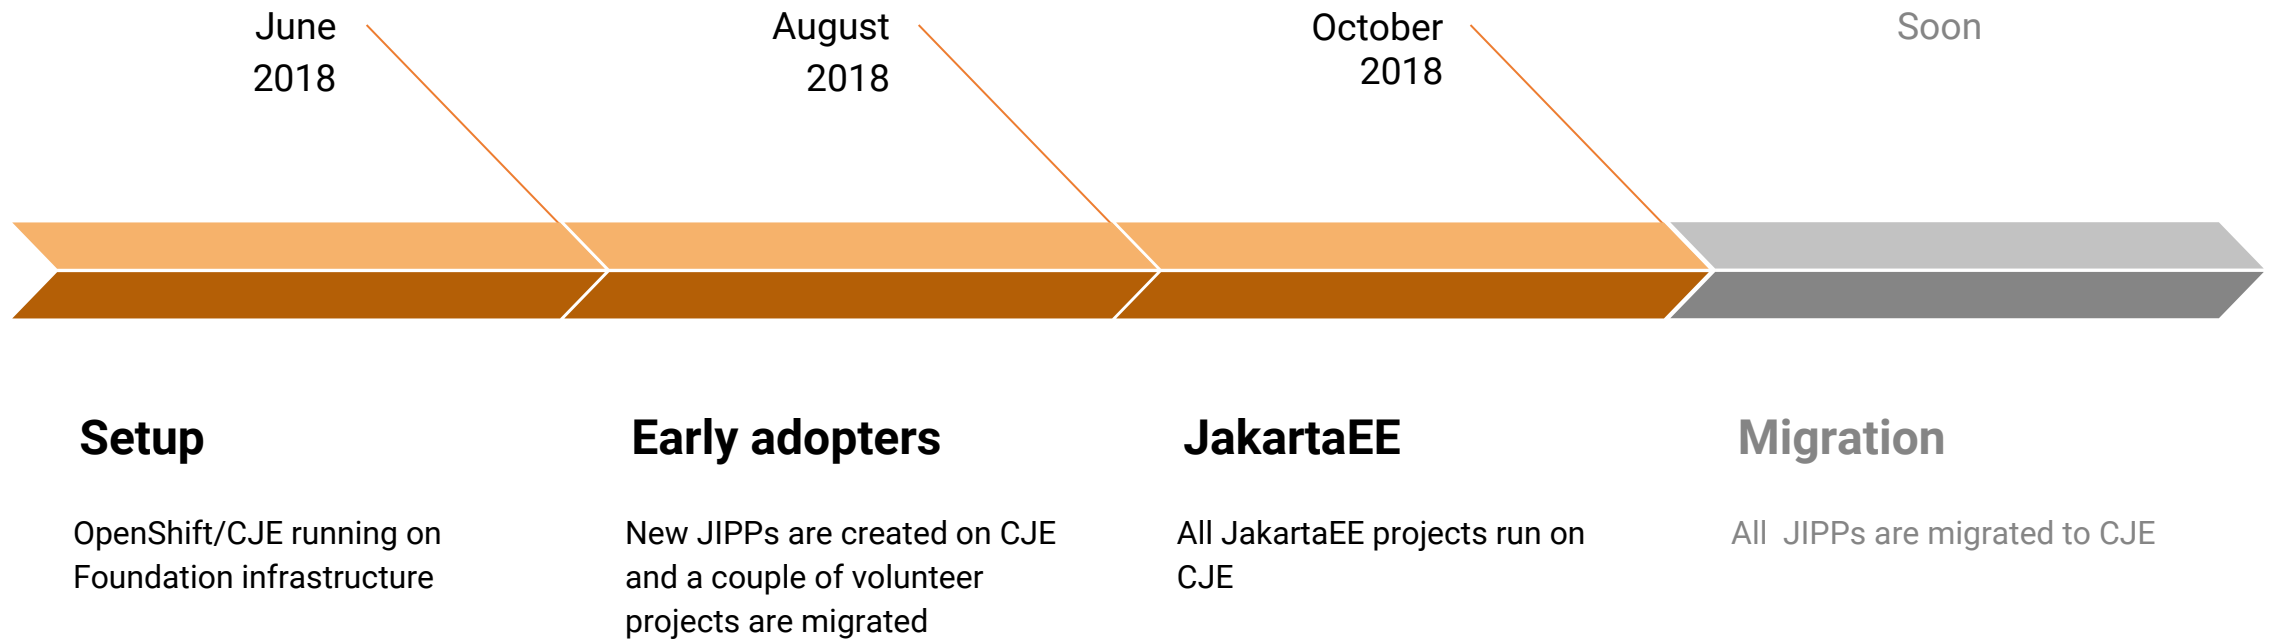 June
2018
August
2018
October
2018
Soon
Setup
OpenShift/CJE running on
Foundation infrastructure
Early adopters
New JIPPs are created on CJE
and a couple of volunteer
projects are migrated
JakartaEE
All JakartaEE projects run on
CJE
Migration
All  JIPPs are migrated to CJE